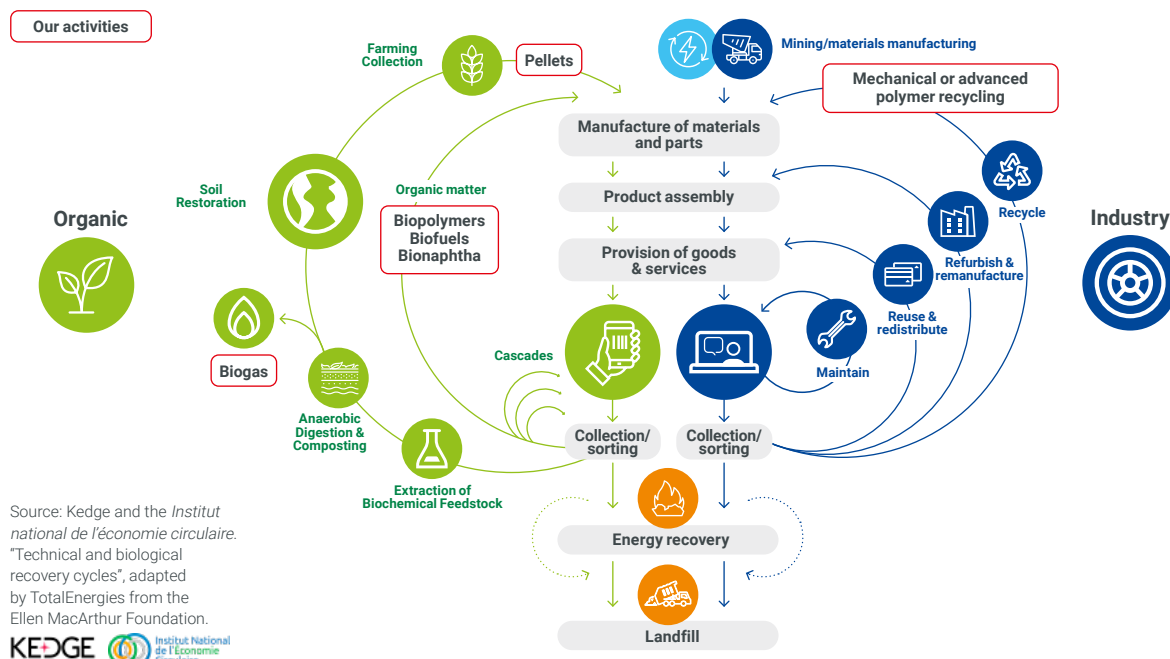 Our activities
Farming
Collection
Pellets
Mining/materials manufacturing
Mechanical or advanced
polymer recycling
Manufacture of materials
and parts
Soil
Restoration
Organic matter
Biopolymers
Biofuels
Bionaphtha
Product assembly
Recycle
Organic
Industry
Provision of goods
& services
Refurbish &
remanufacture
Reuse &
redistribute
Biogas
Cascades
Maintain
Anaerobic
Digestion &
Composting
Collection/
sorting
Collection/
sorting
Extraction of
Biochemical Feedstock
Energy recovery
Landfill
Source: Kedge and the Institut
national de l’économie circulaire.
“Technical and biological
recovery cycles”, adapted
by TotalEnergies from the
Ellen MacArthur Foundation.
KEDGE
Institut National
de l'Économie
Circulaire